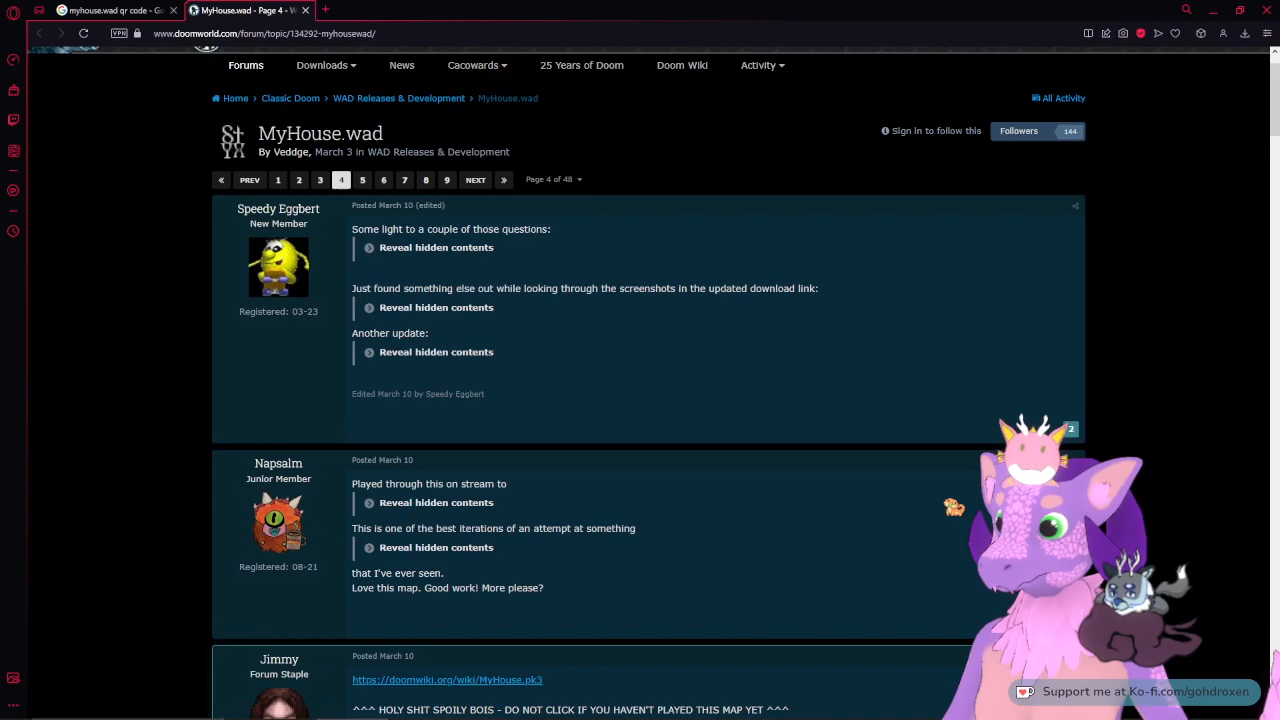 myhouse.wad qr code - Go
MyHouse.wad - Page 4 - W
VPN
www.doomworld.com/forum/topic/134292-myhousewad/
Forums Downloads News Cacowards 25 Years of Doom Doom Wiki Activity
Home Classic Doom WAD Releases & Development MyHouse.wad
All Activity
MyHouse.wad
By Veddge, March 3 in WAD Releases & Development
Sign in to follow this
Followers 144
« PREV 1 2 3 4 5 6 7 8 9 NEXT » Page 4 of 48
Speedy Eggbert
New Member
Registered: 03-23
Posted March 10 (edited)
Some light to a couple of those questions:
Reveal hidden contents
Just found something else out while looking through the screenshots in the updated download link:
Reveal hidden contents
Another update:
Reveal hidden contents
Edited March 10 by Speedy Eggbert
2
Napsalm
Junior Member
Registered: 08-21
Posted March 10
Played through this on stream to
Reveal hidden contents
This is one of the best iterations of an attempt at something
Reveal hidden contents
that I've ever seen.
Love this map. Good work! More please?
Jimmy
Forum Staple
Posted March 10
https://doomwiki.org/wiki/MyHouse.pk3
^^^ HOLY SHIT SPOILY BOIS - DO NOT CLICK IF YOU HAVEN'T PLAYED THIS MAP YET ^^^
Support me at Ko-fi.com/gohdroxen